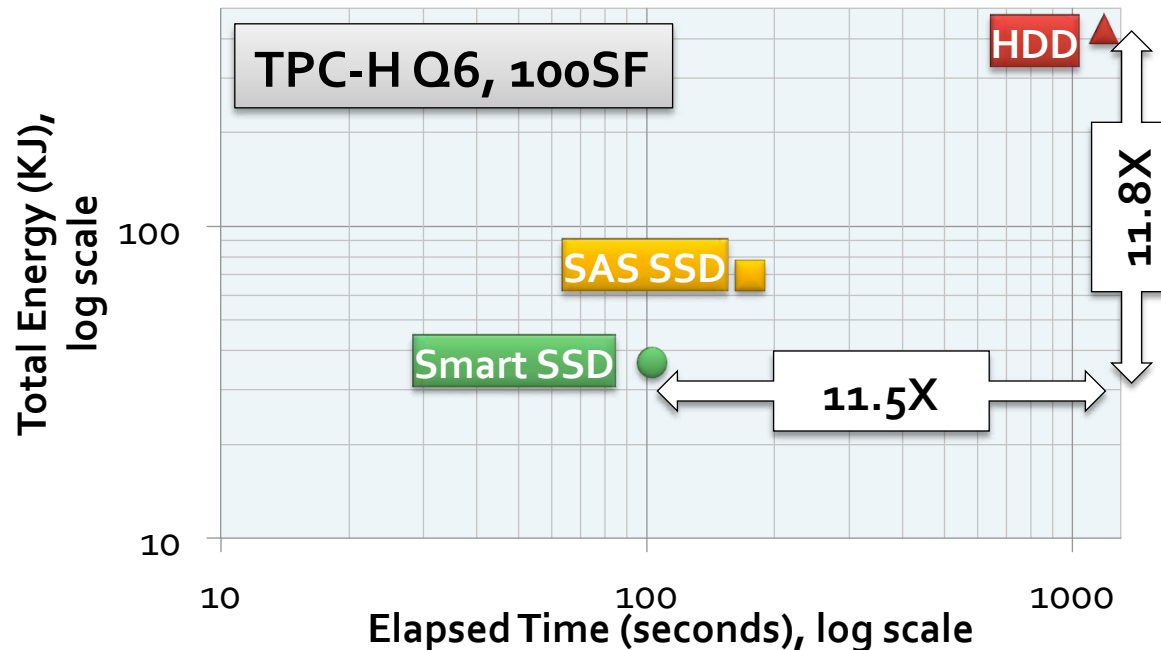 TPC-H Q6, 100SF
HDD
11.8X
SAS SSD
Smart SSD
11.5X
Total Energy (KJ),
log scale
100
10
10
100
1000
Elapsed Time (seconds), log scale